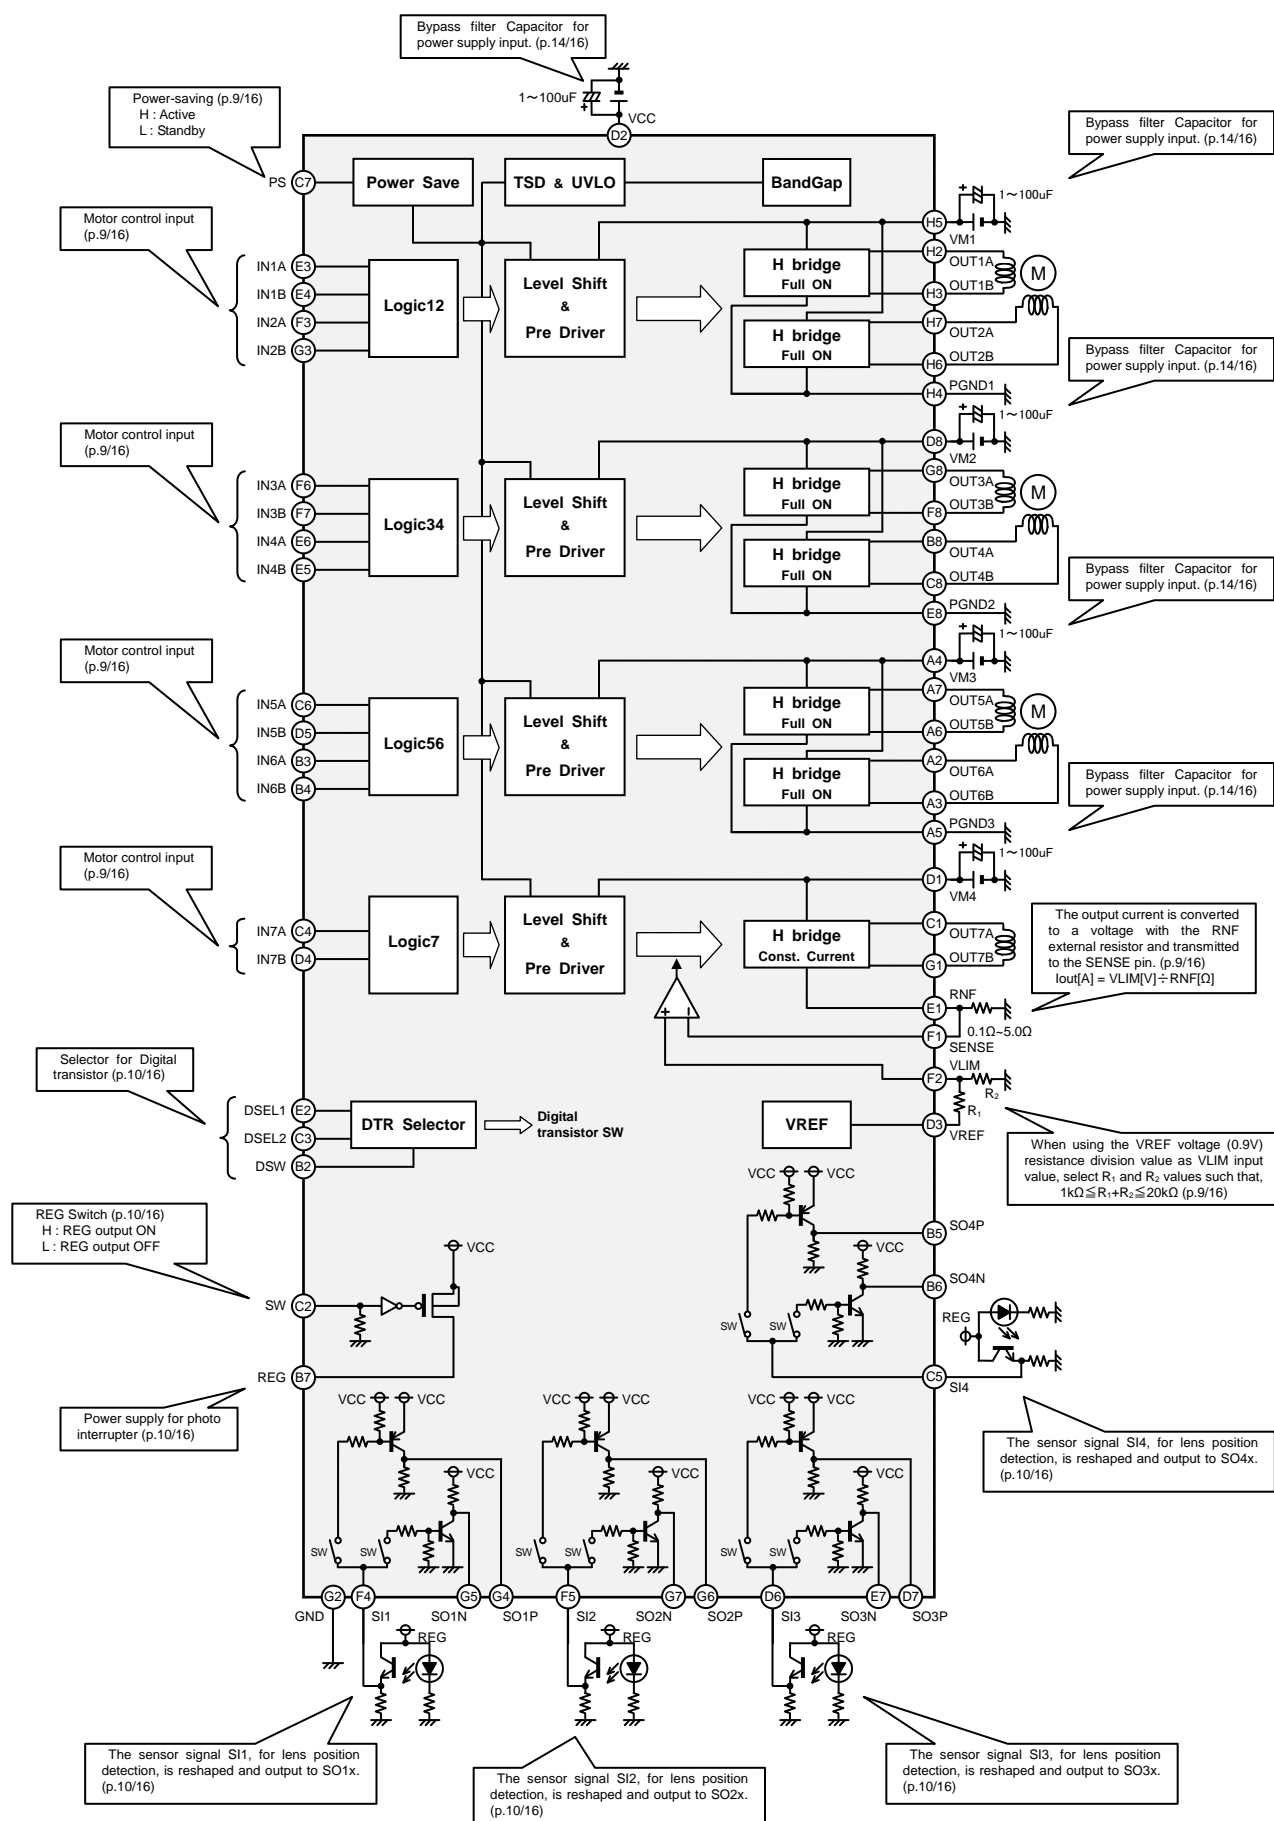 Bypass filter Capacitor for
power supply input. (p.14/16)
1～100uF
VCC
D2
Power-saving (p.9/16)
H : Active
L : Standby
PS C7
Power Save
TSD & UVLO
BandGap
Bypass filter Capacitor for
power supply input. (p.14/16)
+
1～100uF
H5
VM1
Motor control input
(p.9/16)
IN1A E3
IN1B E4
IN2A F3
IN2B G3
Logic12
Level Shift
&
Pre Driver
H bridge
Full ON
H bridge
Full ON
H2
OUT1A
OUT1B
H3
M
H7
OUT2A
OUT2B
H6
H4 PGND1
Bypass filter Capacitor for
power supply input. (p.14/16)
+
1～100uF
D8
VM2
Motor control input
(p.9/16)
IN3A F6
IN3B F7
IN4A E6
IN4B E5
Logic34
Level Shift
&
Pre Driver
H bridge
Full ON
H bridge
Full ON
G8
OUT3A
OUT3B
F8
M
B8
OUT4A
C8 OUT4B
E8 PGND2
Bypass filter Capacitor for
power supply input. (p.14/16)
+
1～100uF
A4
VM3
Motor control input
(p.9/16)
IN5A C6
IN5B D5
IN6A B3
IN6B B4
Logic56
Level Shift
&
Pre Driver
H bridge
Full ON
H bridge
Full ON
A7
OUT5A
OUT5B
A6
M
A2
OUT6A
A3 OUT6B
A5 PGND3
Bypass filter Capacitor for
power supply input. (p.14/16)
+
1～100uF
D1
VM4
Motor control input
(p.9/16)
IN7A C4
IN7B D4
Logic7
Level Shift
&
Pre Driver
H bridge
Const. Current
C1
OUT7A
OUT7B
G1
The output current is converted
to a voltage with the RNF
external resistor and transmitted
to the SENSE pin. (p.9/16)
Iout[A] = VLIM[V]÷RNF[Ω]
+ −
E1 RNF
F1 0.1Ω~5.0Ω
SENSE
VLIM
F2
R2
R1
D3
VREF
VREF
When using the VREF voltage (0.9V)
resistance division value as VLIM input
value, select R1 and R2 values such that,
1kΩ≦R1+R2≦20kΩ (p.9/16)
Selector for Digital
transistor (p.10/16)
DSEL1 E2
DSEL2 C3
DSW B2
DTR Selector
Digital
transistor SW
REG Switch (p.10/16)
H : REG output ON
L : REG output OFF
VCC
SW C2
REG B7
Power supply for photo
interrupter (p.10/16)
VCC VCC
B5 SO4P
VCC
B6 SO4N
SW SW
REG
C5
SI4
The sensor signal SI4, for lens position
detection, is reshaped and output to SO4x.
(p.10/16)
VCC VCC
VCC
SW SW
VCC VCC
VCC
SW SW
VCC VCC
VCC
SW SW
G2 F4 G5 G4 F5 G7 G6 D6 E7 D7
GND SI1 SO1N SO1P SI2 SO2N SO2P SI3 SO3N SO3P
REG REG REG
The sensor signal SI1, for lens position
detection, is reshaped and output to SO1x.
(p.10/16)
The sensor signal SI2, for lens position
detection, is reshaped and output to SO2x.
(p.10/16)
The sensor signal SI3, for lens position
detection, is reshaped and output to SO3x.
(p.10/16)